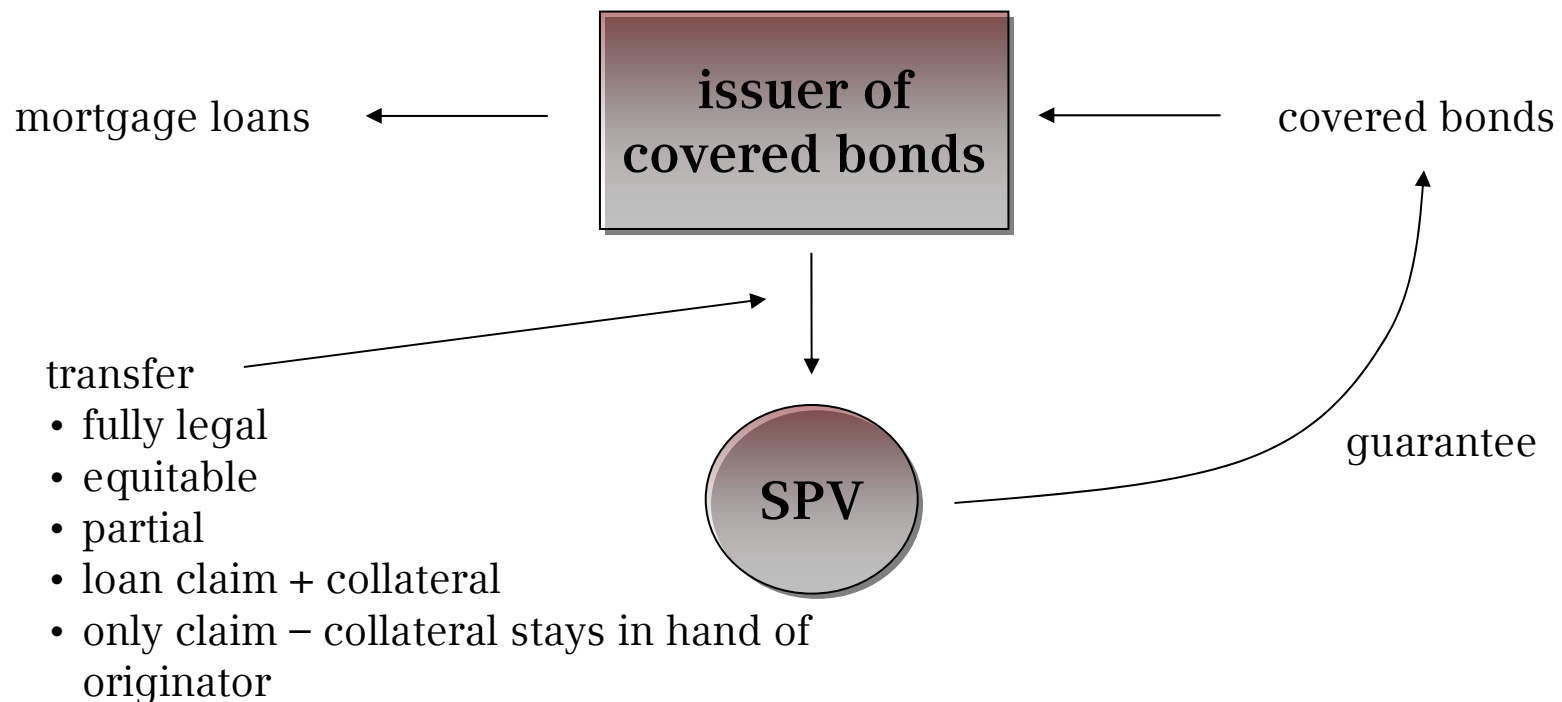 issuer of
covered bonds
mortgage loans
covered bonds
transfer
• fully legal
• equitable
• partial
• loan claim + collateral
• only claim – collateral stays in hand of
originator
SPV
guarantee